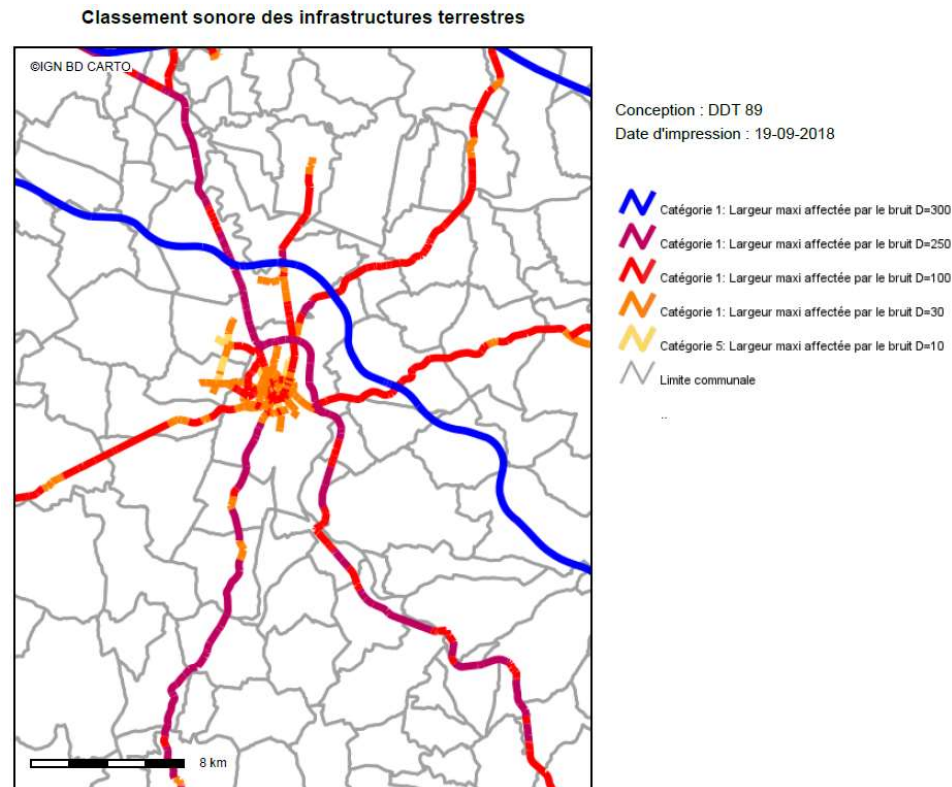 Classement sonore des infrastructures terrestres
©IGN BD CARTO
Conception : DDT 89
Date d'impression : 19-09-2018
Catégorie 1: Largeur maxi affectée par le bruit D=300
Catégorie 1: Largeur maxi affectée par le bruit D=250
Catégorie 1: Largeur maxi affectée par le bruit D=100
Catégorie 1: Largeur maxi affectée par le bruit D=30
Catégorie 5: Largeur maxi affectée par le bruit D=10
Limite communale
..
8 km